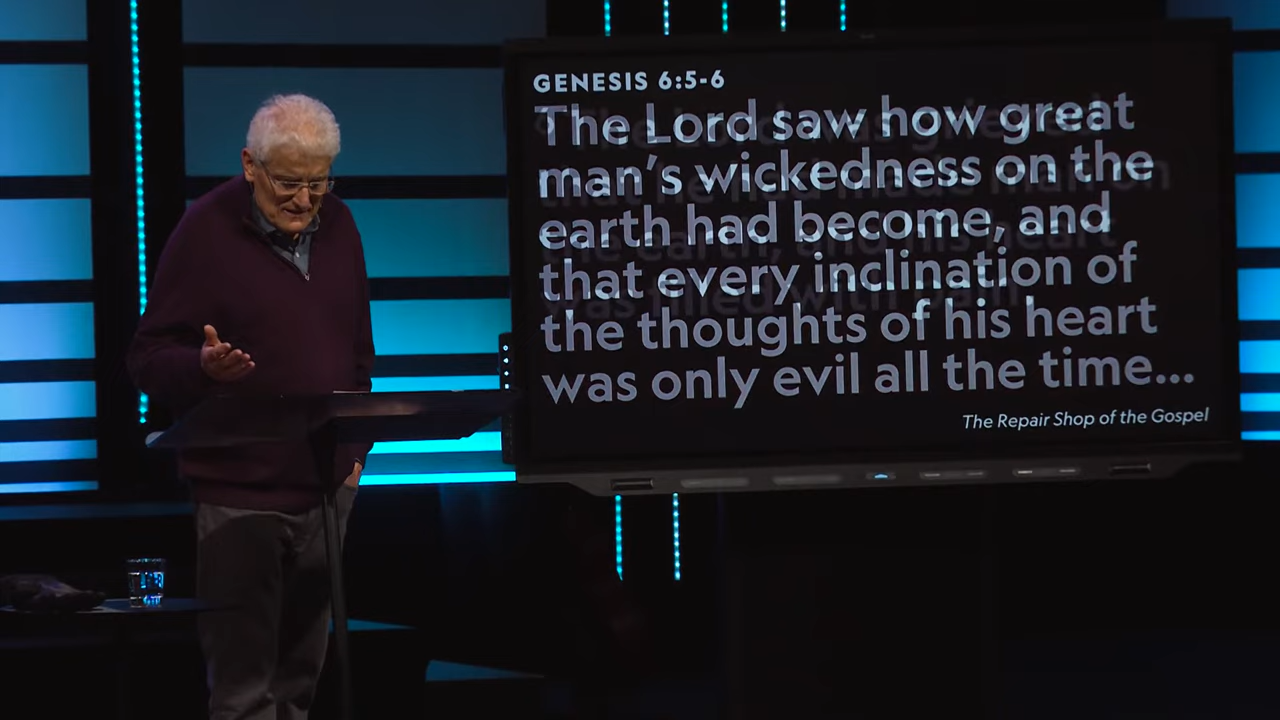 GENESIS 6:5-6
The Lord saw how great
man's wickedness on the
earth had become, and
that every inclination of
the thoughts of his heart
was only evil all the time...
The Repair Shop of the Gospel